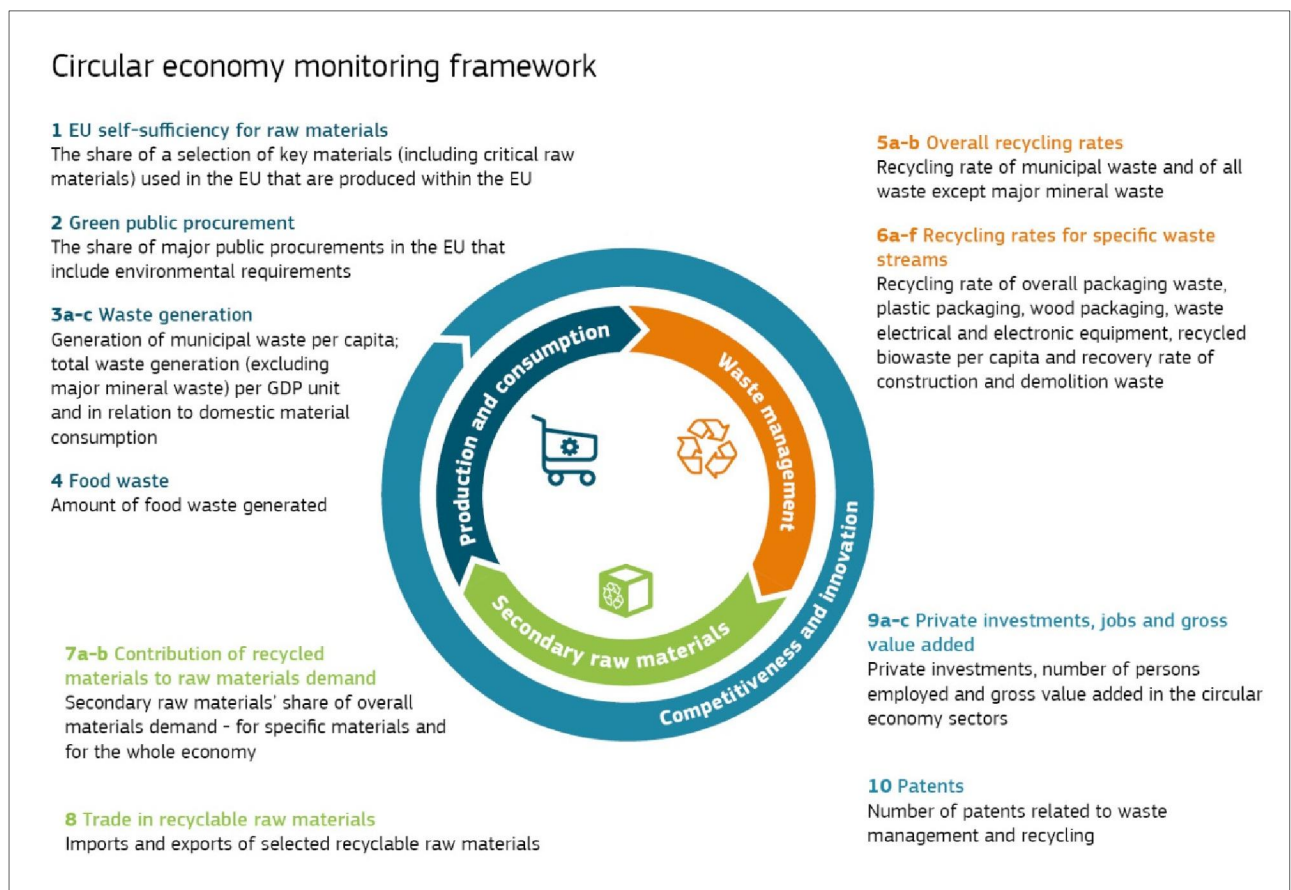 Circular economy monitoring framework
1 EU self-sufficiency for raw materials
The share of a selection of key materials (including critical raw
materials) used in the EU that are produced within the EU
2 Green public procurement
The share of major public procurements in the EU that
include environmental requirements
3a-c Waste generation
Generation of municipal waste per capita;
total waste generation (excluding
major mineral waste) per GDP unit
and in relation to domestic material
consumption
4 Food waste
Amount of food waste generated
5a-b Overall recycling rates
Recycling rate of municipal waste and of all
waste except major mineral waste
6a-f Recycling rates for specific waste
streams
Recycling rate of overall packaging waste,
plastic packaging, wood packaging, waste
electrical and electronic equipment, recycled
biowaste per capita and recovery rate of
construction and demolition waste
Production and consumption
Waste management
Secondary raw materials
Competitiveness and innovation
7a-b Contribution of recycled
materials to raw materials demand
Secondary raw materials' share of overall
materials demand - for specific materials and
for the whole economy
8 Trade in recyclable raw materials
Imports and exports of selected recyclable raw materials
9a-c Private investments, jobs and gross
value added
Private investments, number of persons
employed and gross value added in the circular
economy sectors
10 Patents
Number of patents related to waste
management and recycling